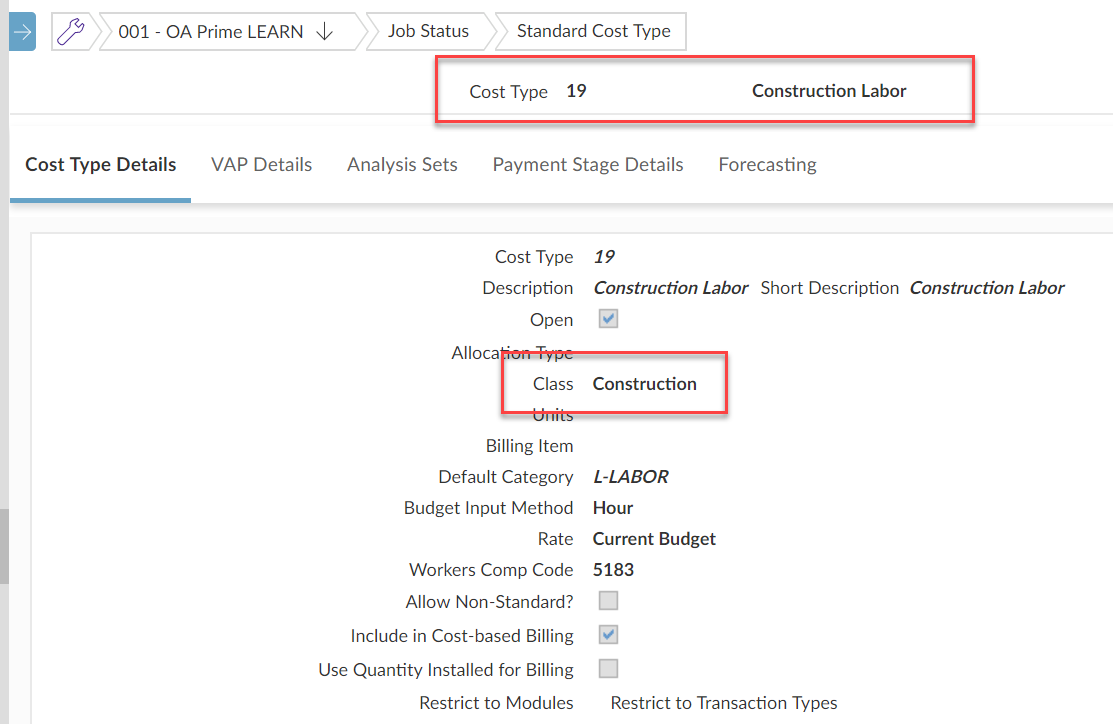 001 - OA Prime LEARN ↓ Job Status Standard Cost Type
Cost Type 19 Construction Labor
Cost Type Details VAP Details Analysis Sets Payment Stage Details Forecasting
Cost Type 19
Description Construction Labor Short Description Construction Labor
Open
Allocation Type
Class Construction
Units
Billing Item
Default Category L-LABOR
Budget Input Method Hour
Rate Current Budget
Workers Comp Code 5183
Allow Non-Standard?
Include in Cost-based Billing
Use Quantity Installed for Billing
Restrict to Modules Restrict to Transaction Types